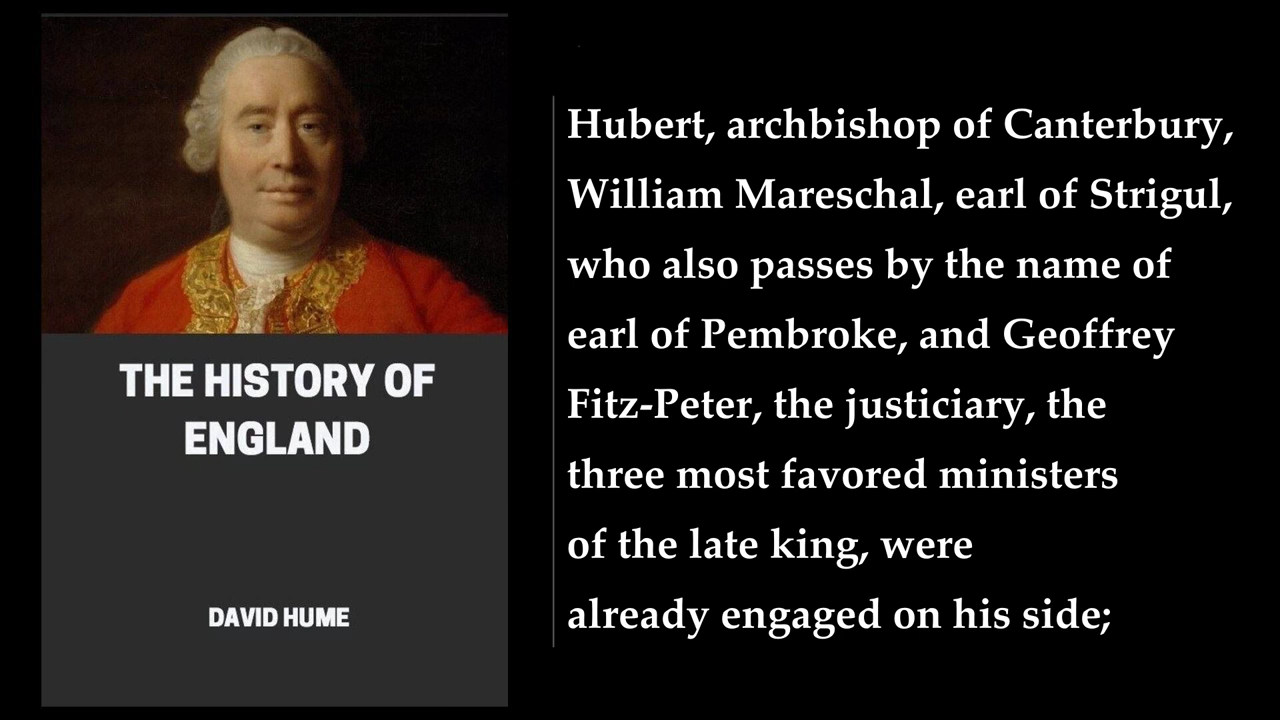 THE HISTORY OF
ENGLAND
DAVID HUME
Hubert, archbishop of Canterbury,
William Mareschal, earl of Strigul,
who also passes by the name of
earl of Pembroke, and Geoffrey
Fitz-Peter, the justiciary, the
three most favored ministers
of the late king, were
already engaged on his side;